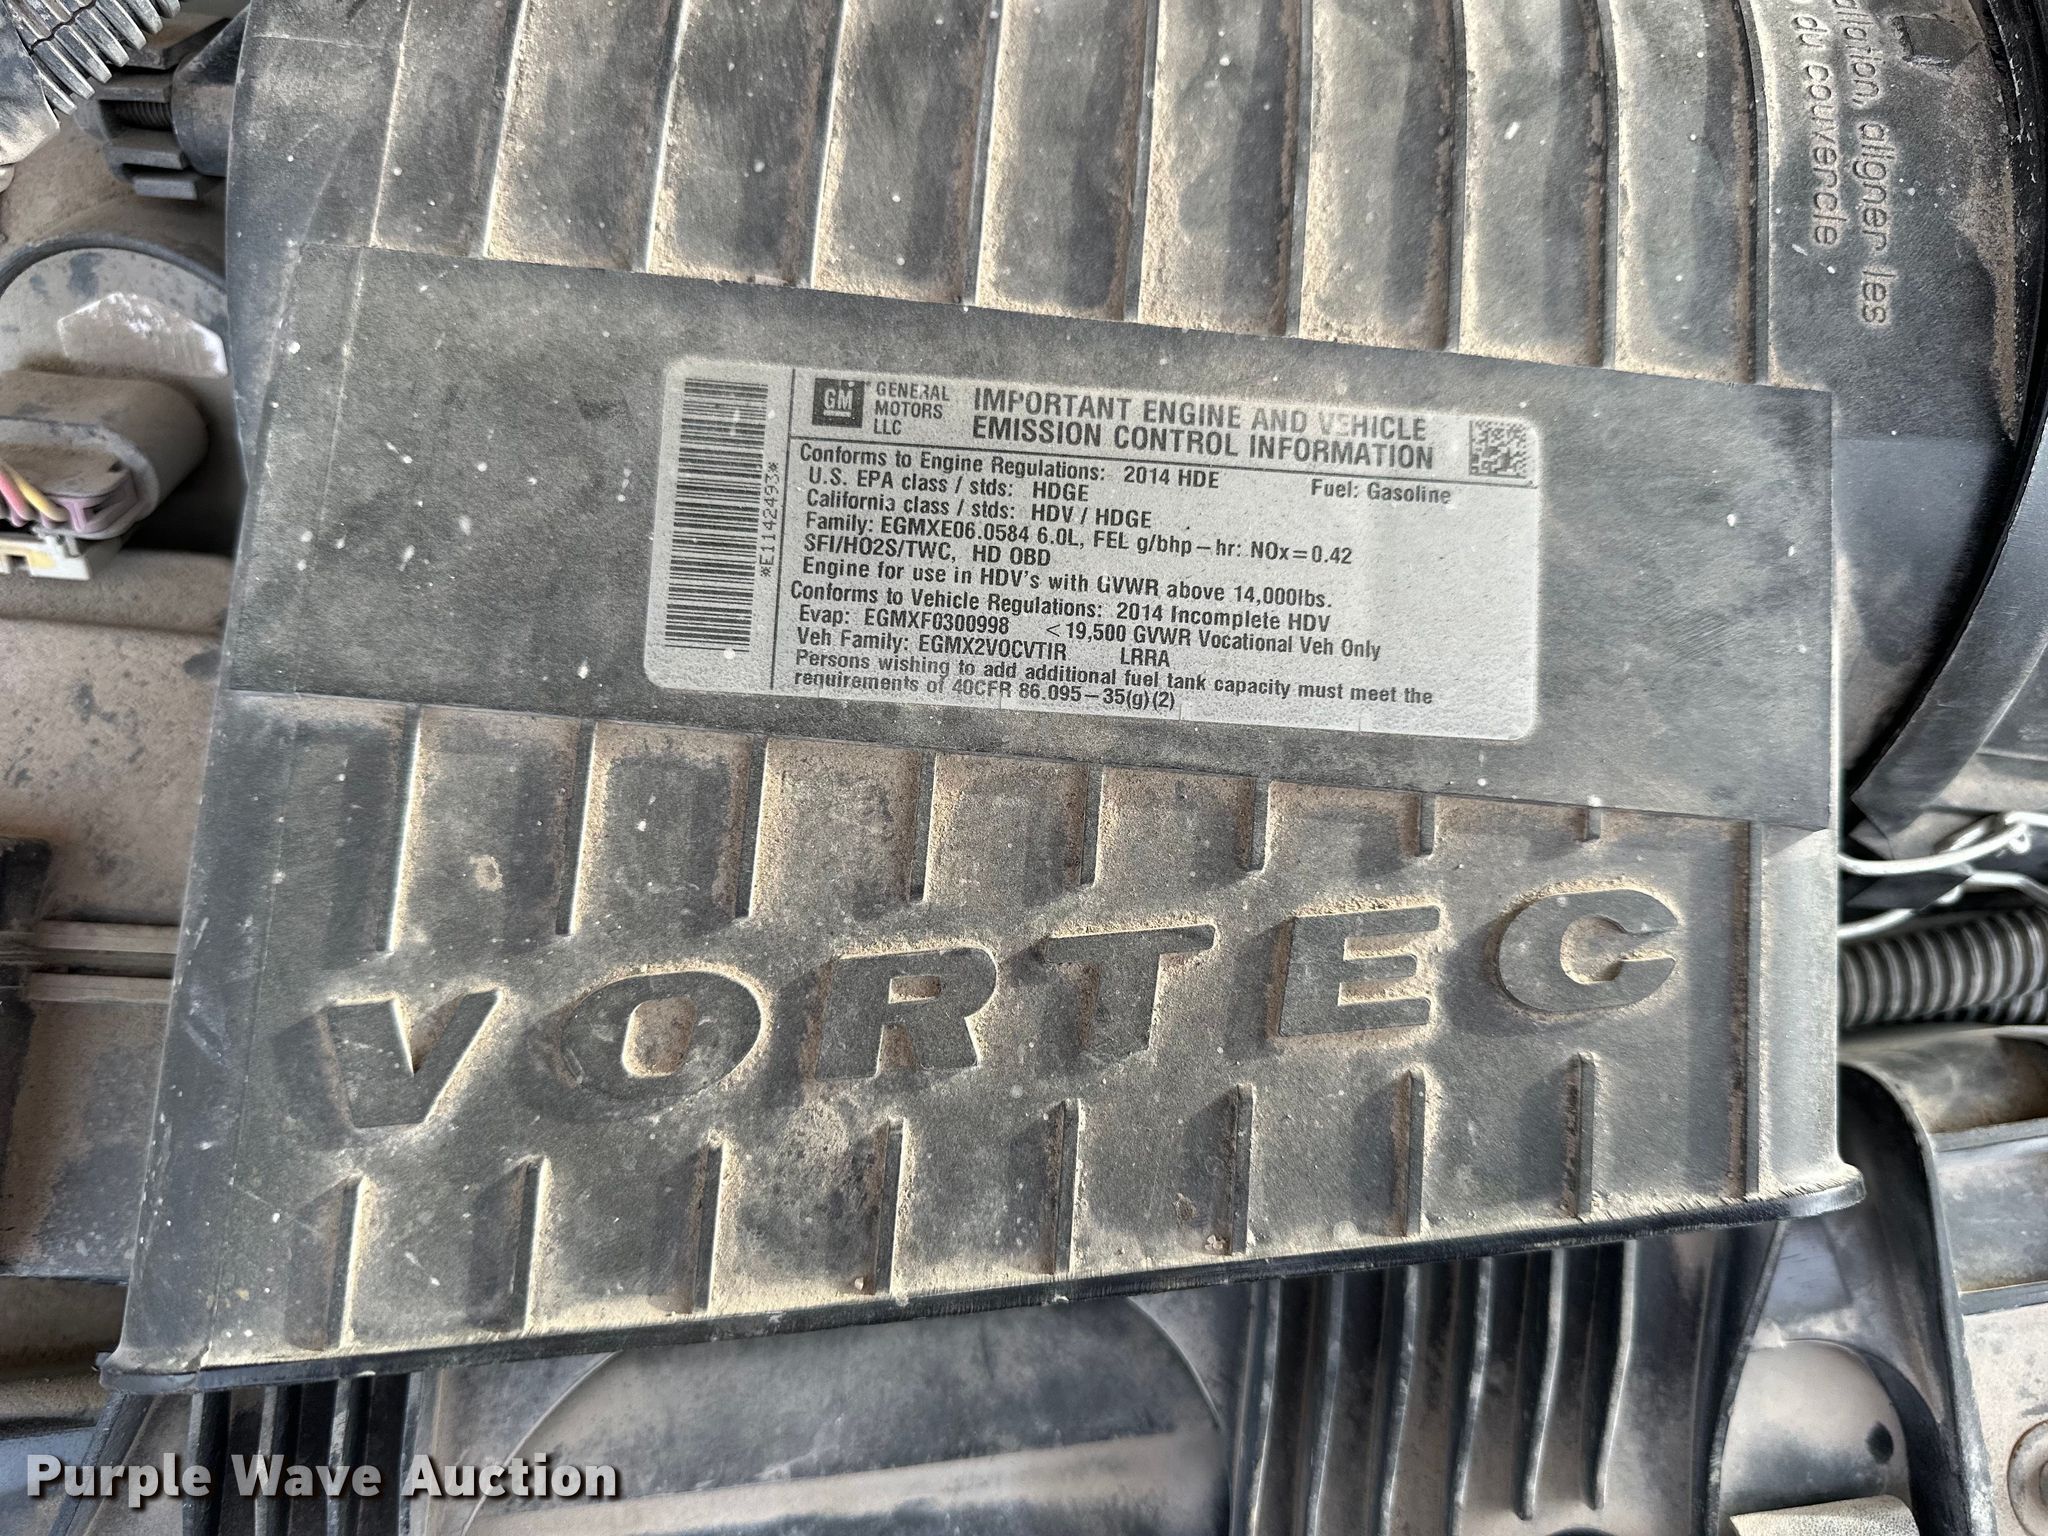 allation, aligner les
du couvercle
GM
GENERAL
MOTORS
LLC
IMPORTANT ENGINE AND VEHICLE
EMISSION CONTROL INFORMATION
*E11424493*
Conforms to Engine Regulations: 2014 HDE
Fuel: Gasoline
U.S. EPA class / stds: HDGE
California class / stds: HDV / HDGE
Family: EGMXE06.0584 6.0L, FEL g/bhp-hr: NOx=0.42
SFI/HO2S/TWC, HD OBD
Engine for use in HDV's with GVWR above 14,000lbs.
Conforms to Vehicle Regulations: 2014 Incomplete HDV
Evap: EGMXF0300998 <19,500 GVWR Vocational Veh Only
Veh Family: EGMX2VOCVTIR LRRA
Persons wishing to add additional fuel tank capacity must meet the
requirements of 40CFR 86.095-35(g)(2)
VORTEC
Purple Wave Auction